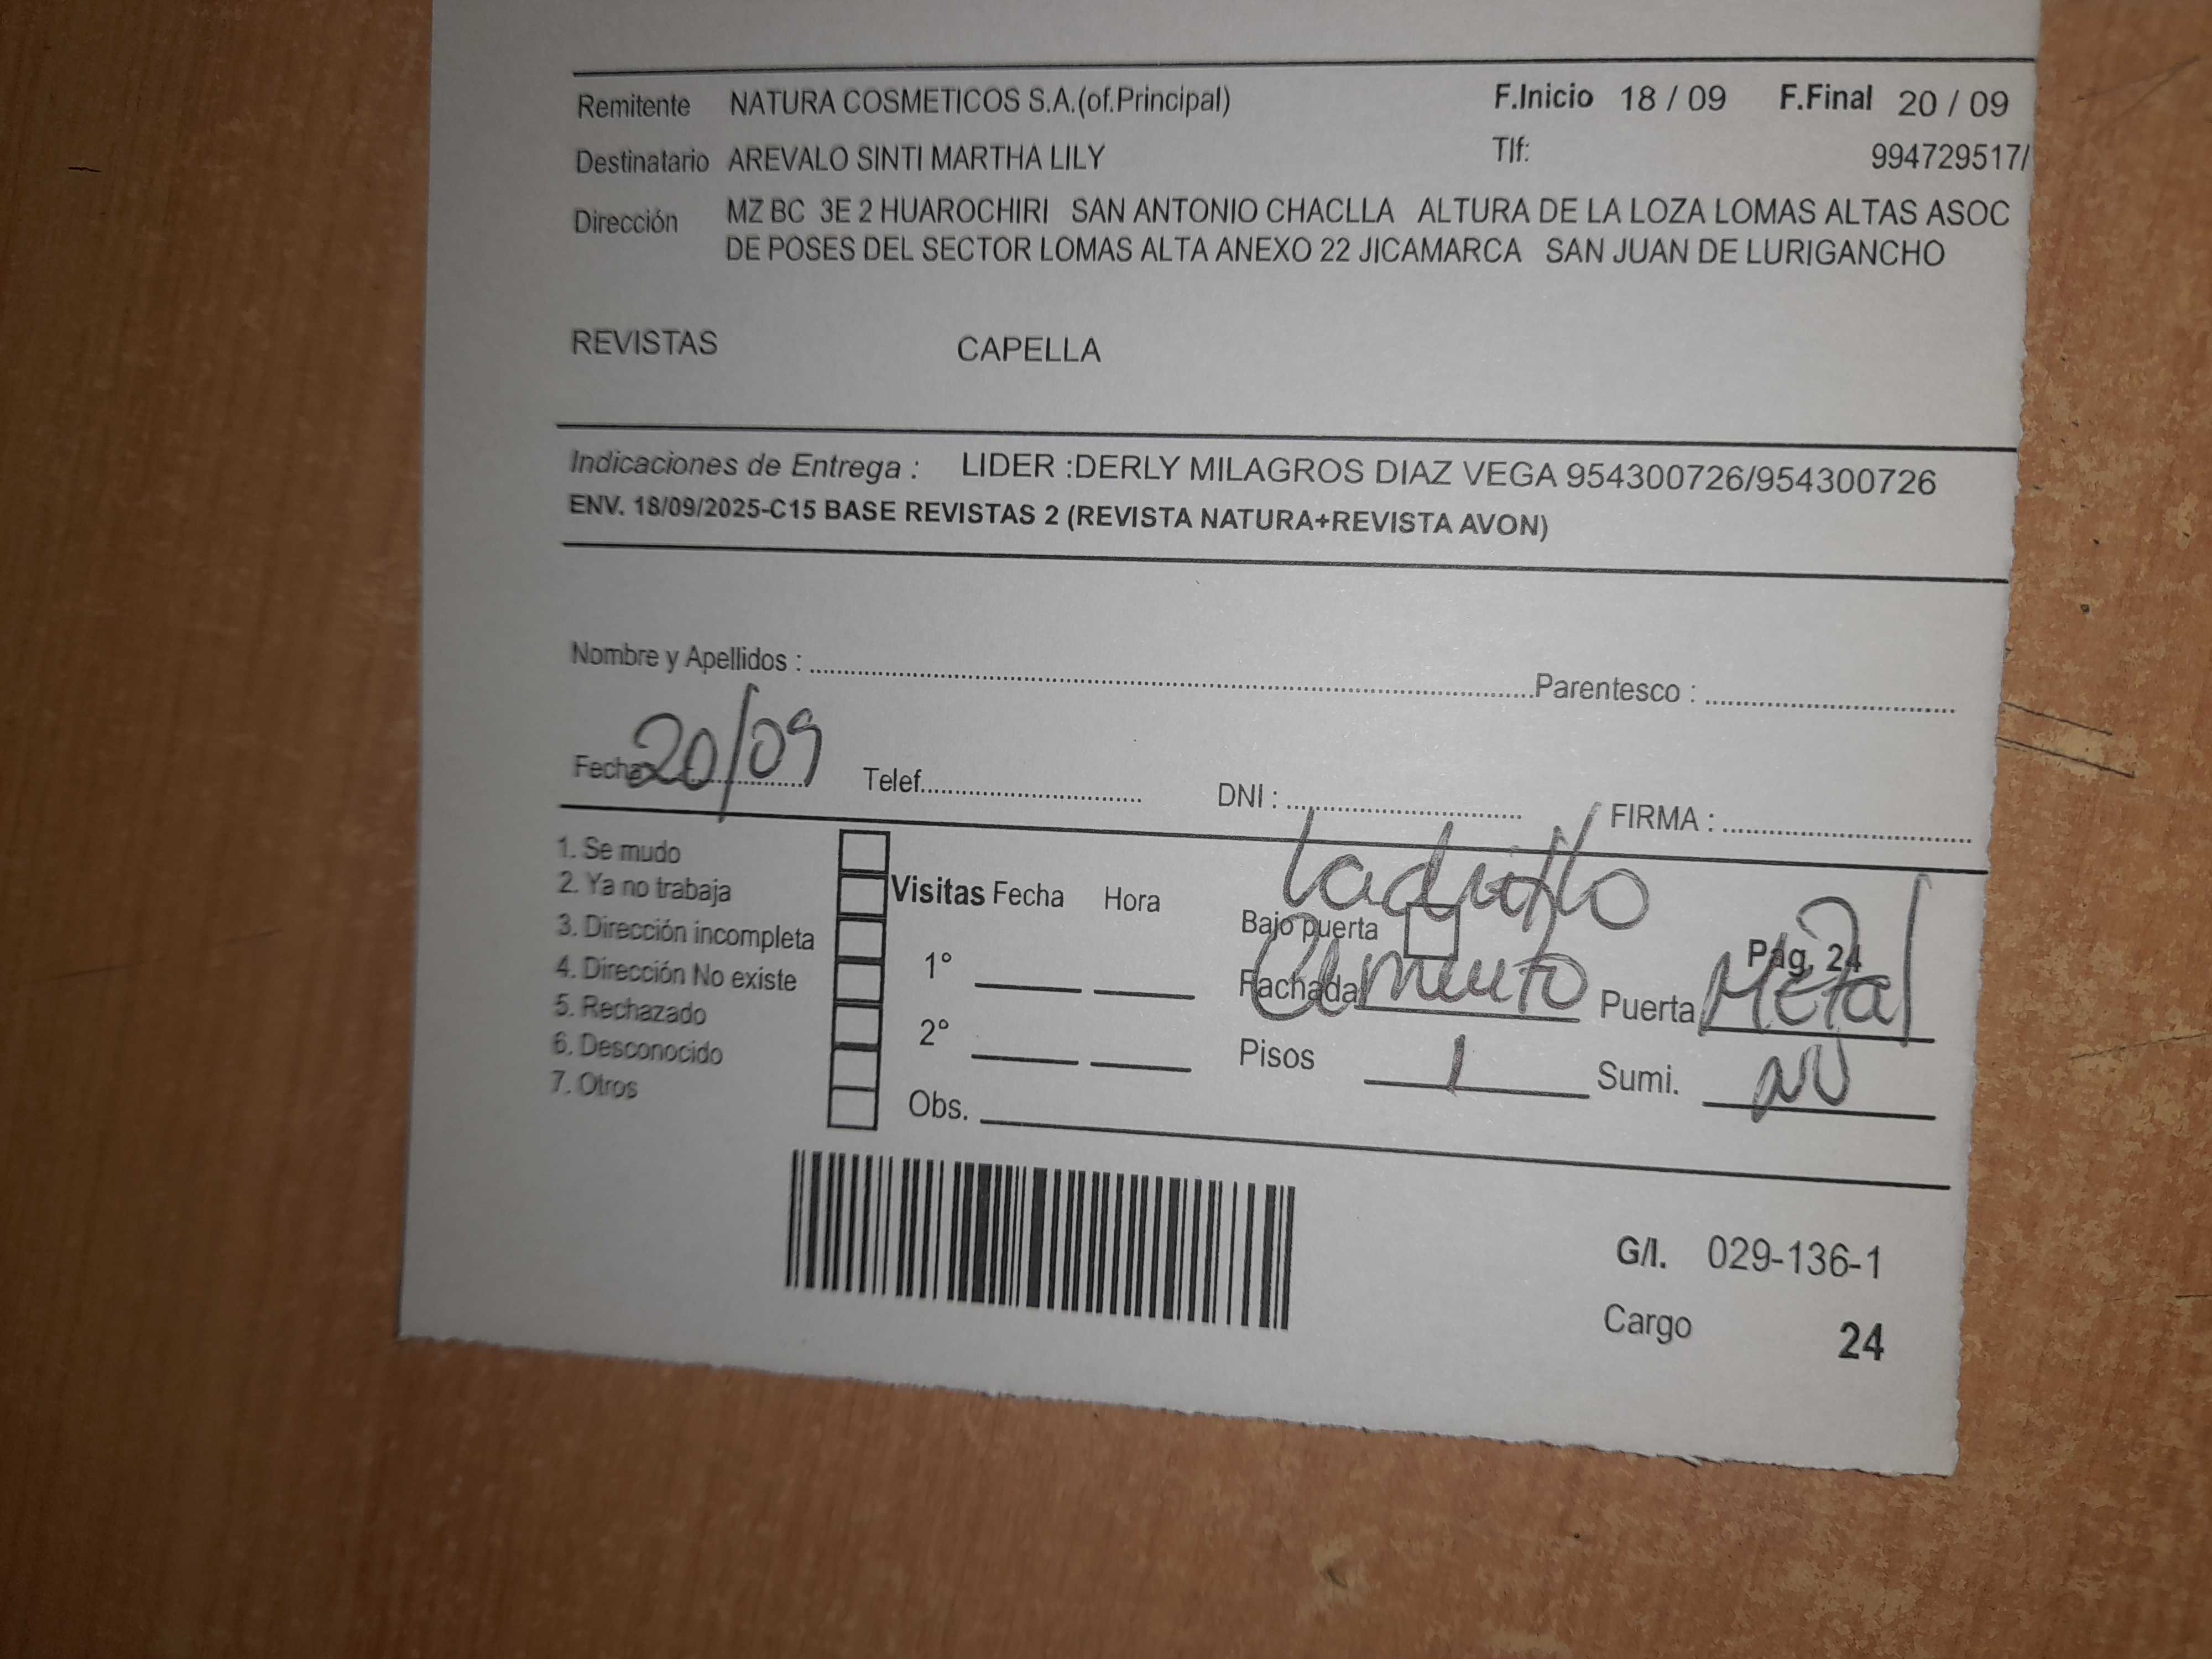 Remitente NATURA COSMETICOS S.A.(of.Principal) F.Inicio 18 / 09 F.Final 20 / 09
Destinatario AREVALO SINTI MARTHA LILY Tlf: 994729517/
Dirección MZ BC 3E 2 HUAROCHIRI SAN ANTONIO CHACLLA ALTURA DE LA LOZA LOMAS ALTAS ASOC
DE POSES DEL SECTOR LOMAS ALTA ANEXO 22 JICAMARCA SAN JUAN DE LURIGANCHO
REVISTAS CAPELLA
Indicaciones de Entrega : LIDER :DERLY MILAGROS DIAZ VEGA 954300726/954300726
ENV. 18/09/2025-C15 BASE REVISTAS 2 (REVISTA NATURA+REVISTA AVON)
Nombre y Apellidos : Parentesco :
Fecha 20/09 Telef. DNI : FIRMA :
1. Se mudo
2. Ya no trabaja
3. Dirección incompleta
4. Dirección No existe
5. Rechazado
6. Desconocido
7. Otros
Visitas Fecha Hora
1°
2°
Obs.
ladrillo
Bajo puerta Pág. 24
Fachada Cemento Puerta Metal
Pisos 1 Sumi. NO
G/I. 029-136-1
Cargo 24